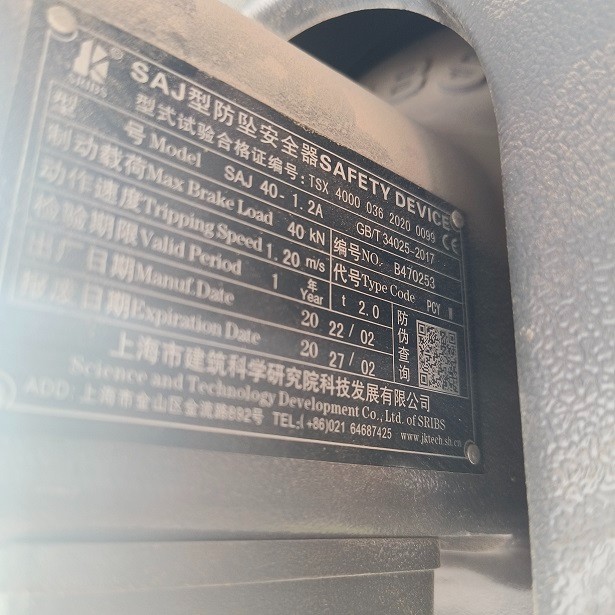 SRIBS
SAJ型防坠安全器SAFETY DEVICE
型式试验合格证编号: TSX 4000 036 2020 0099 CE
型 号Model SAJ 40-1.2A GB/T 34025-2017
制动载荷Max Brake Load 40 kN 编号NO. B470253
动作速度Tripping Speed 1.20 m/s 代号Type Code PCY W
检验期限Valid Period 1 年Year t 2.0
出厂日期Manuf.Date 20 22/02
报废日期Expiration Date 20 27/02
防伪查询
上海市建筑科学研究院科技发展有限公司
Science and Technology Development Co.,Ltd. of SRIBS
ADD: 上海市金山区金流路892号 TEL:(+86)021 64687425 www.jktech.sh.cn